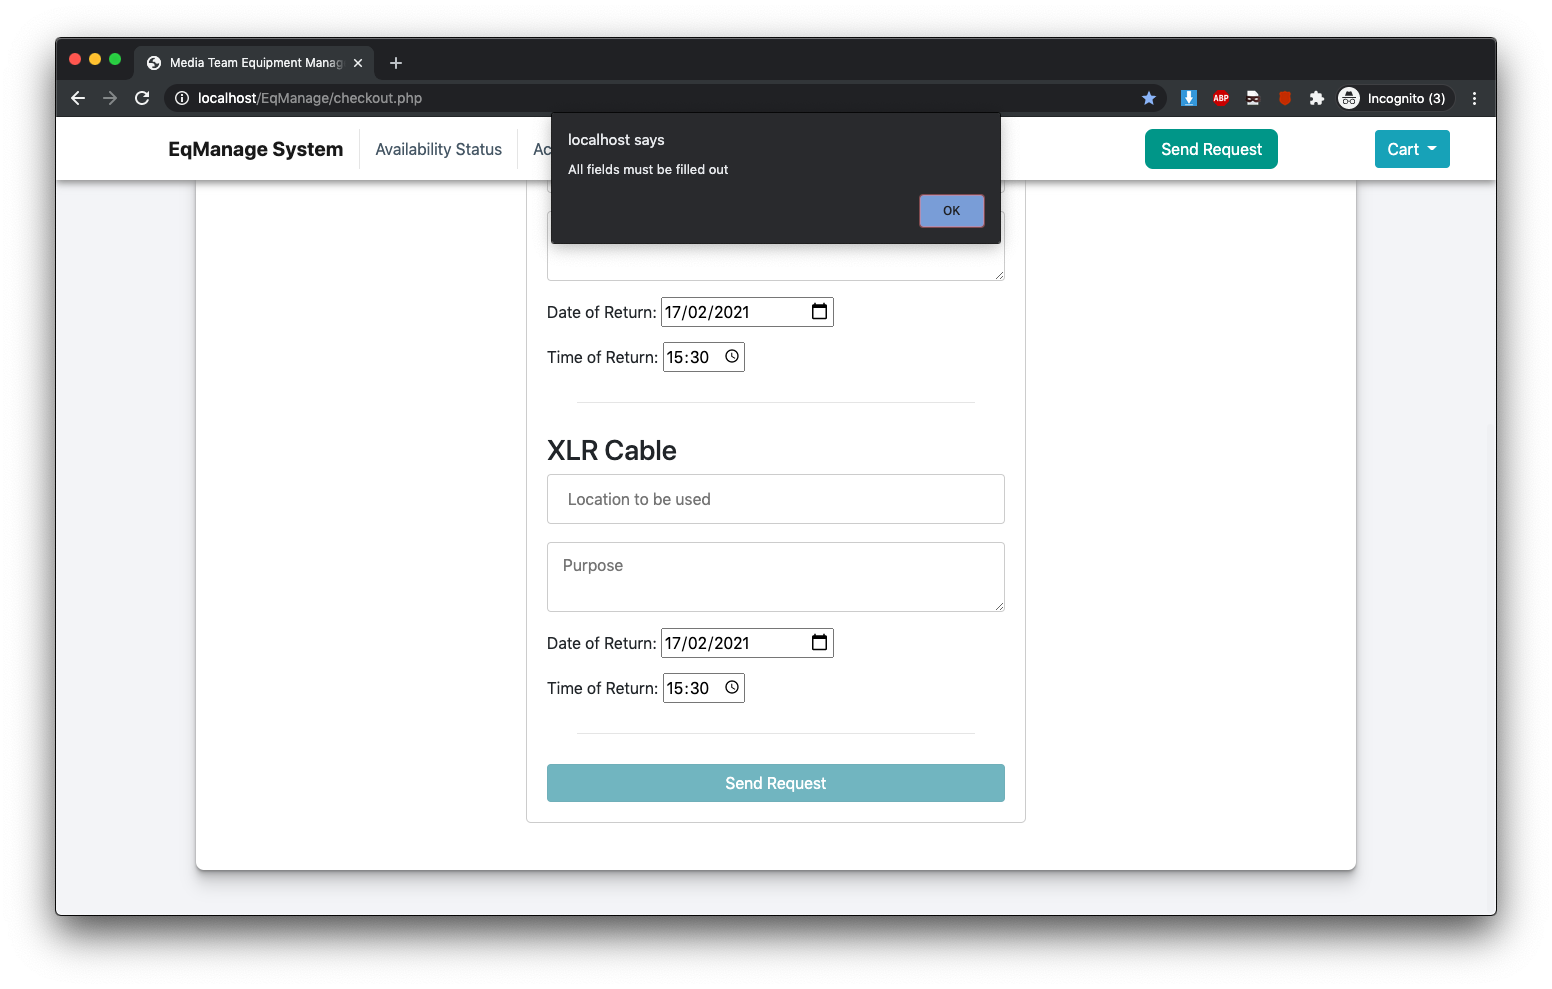 Media Team Equipment Manag
localhost/EqManage/checkout.php
ABP
Incognito (3)
EqManage System
Availability Status
Ac
Send Request
Cart
localhost says
All fields must be filled out
OK
Date of Return: 17/02/2021
Time of Return: 15:30
XLR Cable
Location to be used
Purpose
Date of Return: 17/02/2021
Time of Return: 15:30
Send Request